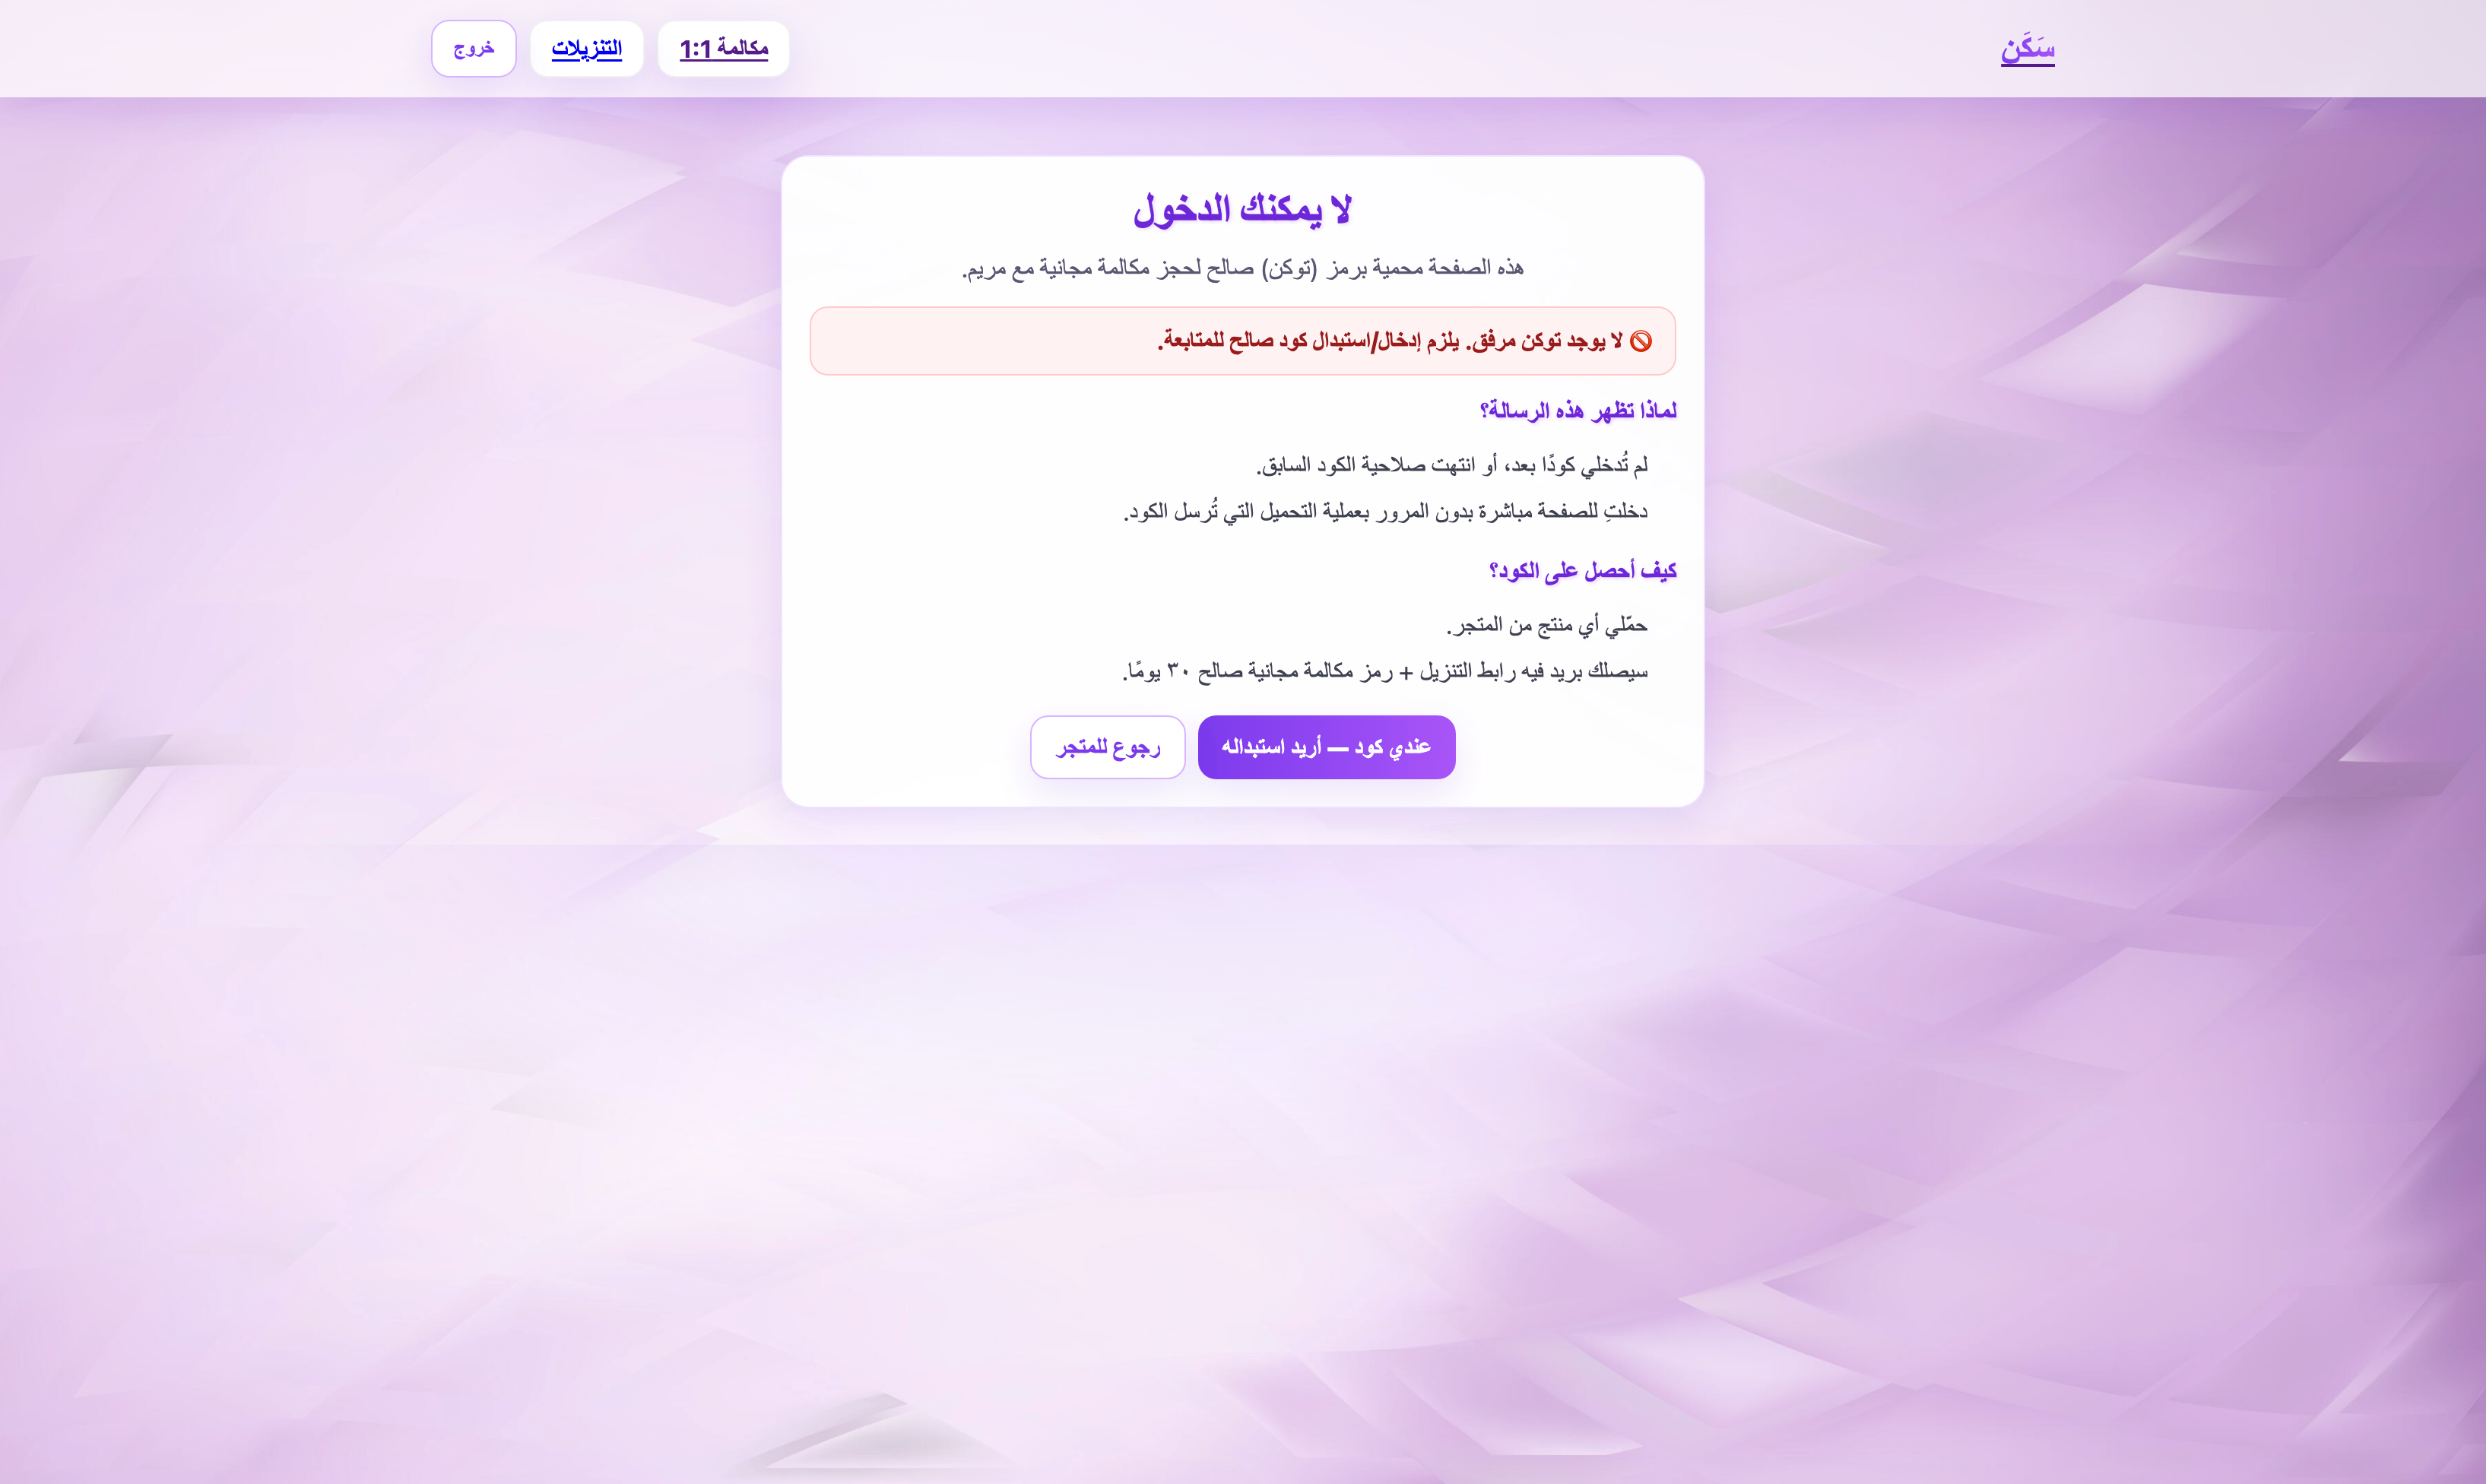 سَكَن
مكالمة 1:1
التنزيلات
خروج
لا يمكنك الدخول
هذه الصفحة محمية برمز (توكن) صالح لحجز مكالمة مجانية مع مريم.
🚫 لا يوجد توكن مرفق. يلزم إدخال/استبدال كود صالح للمتابعة.
لماذا تظهر هذه الرسالة؟
لم تُدخلي كودًا بعد، أو انتهت صلاحية الكود السابق.
دخلتِ للصفحة مباشرة بدون المرور بعملية التحميل التي تُرسل الكود.
كيف أحصل على الكود؟
حمّلي أي منتج من المتجر.
سيصلك بريد فيه رابط التنزيل + رمز مكالمة مجانية صالح ٣٠ يومًا.
عندي كود — أريد استبداله
رجوع للمتجر